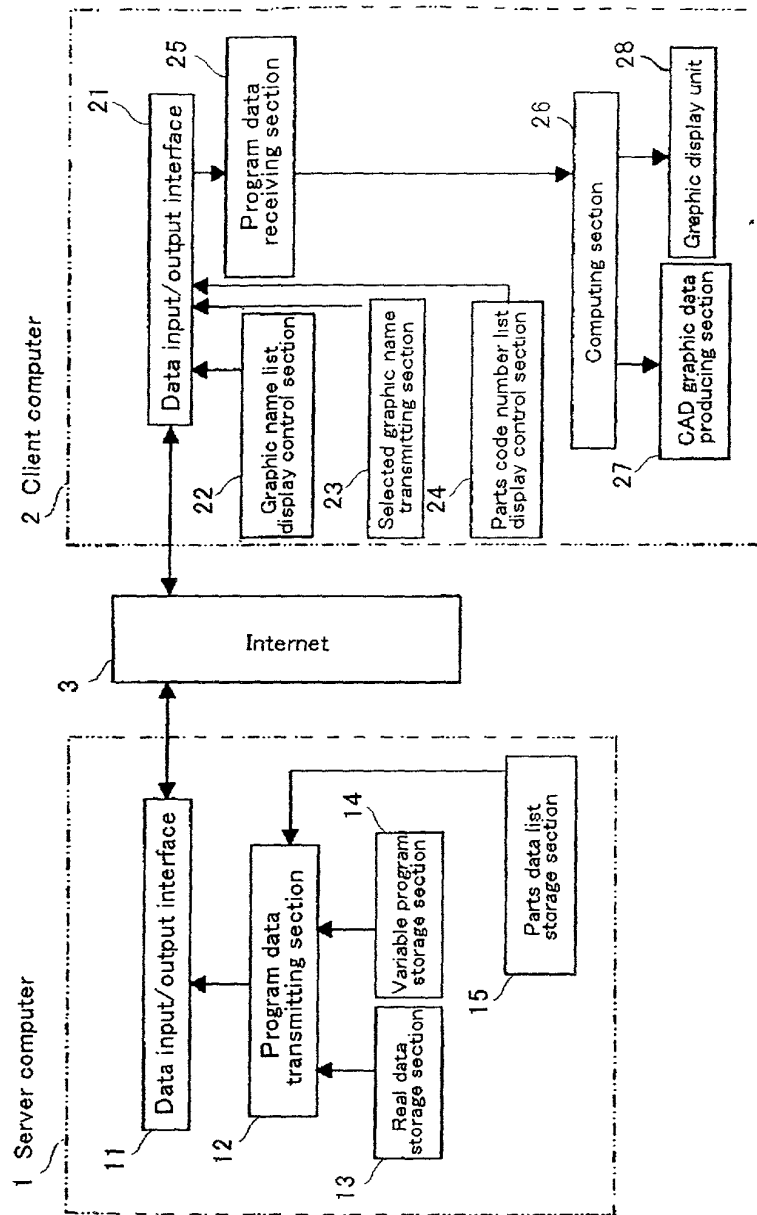 1 Server computer
11
Data input/output interface
12
Program data
transmitting section
13
Real data
storage section
14
Variable program
storage section
15
Parts data list
storage section
3
Internet
2 Client computer
21
Data input/output interface
22
Graphic name list
display control section
23
Selected graphic name
transmitting section
24
Parts code number list
display control section
25
Program data
receiving section
26
Computing section
27
CAD graphic data
producing section
28
Graphic display unit